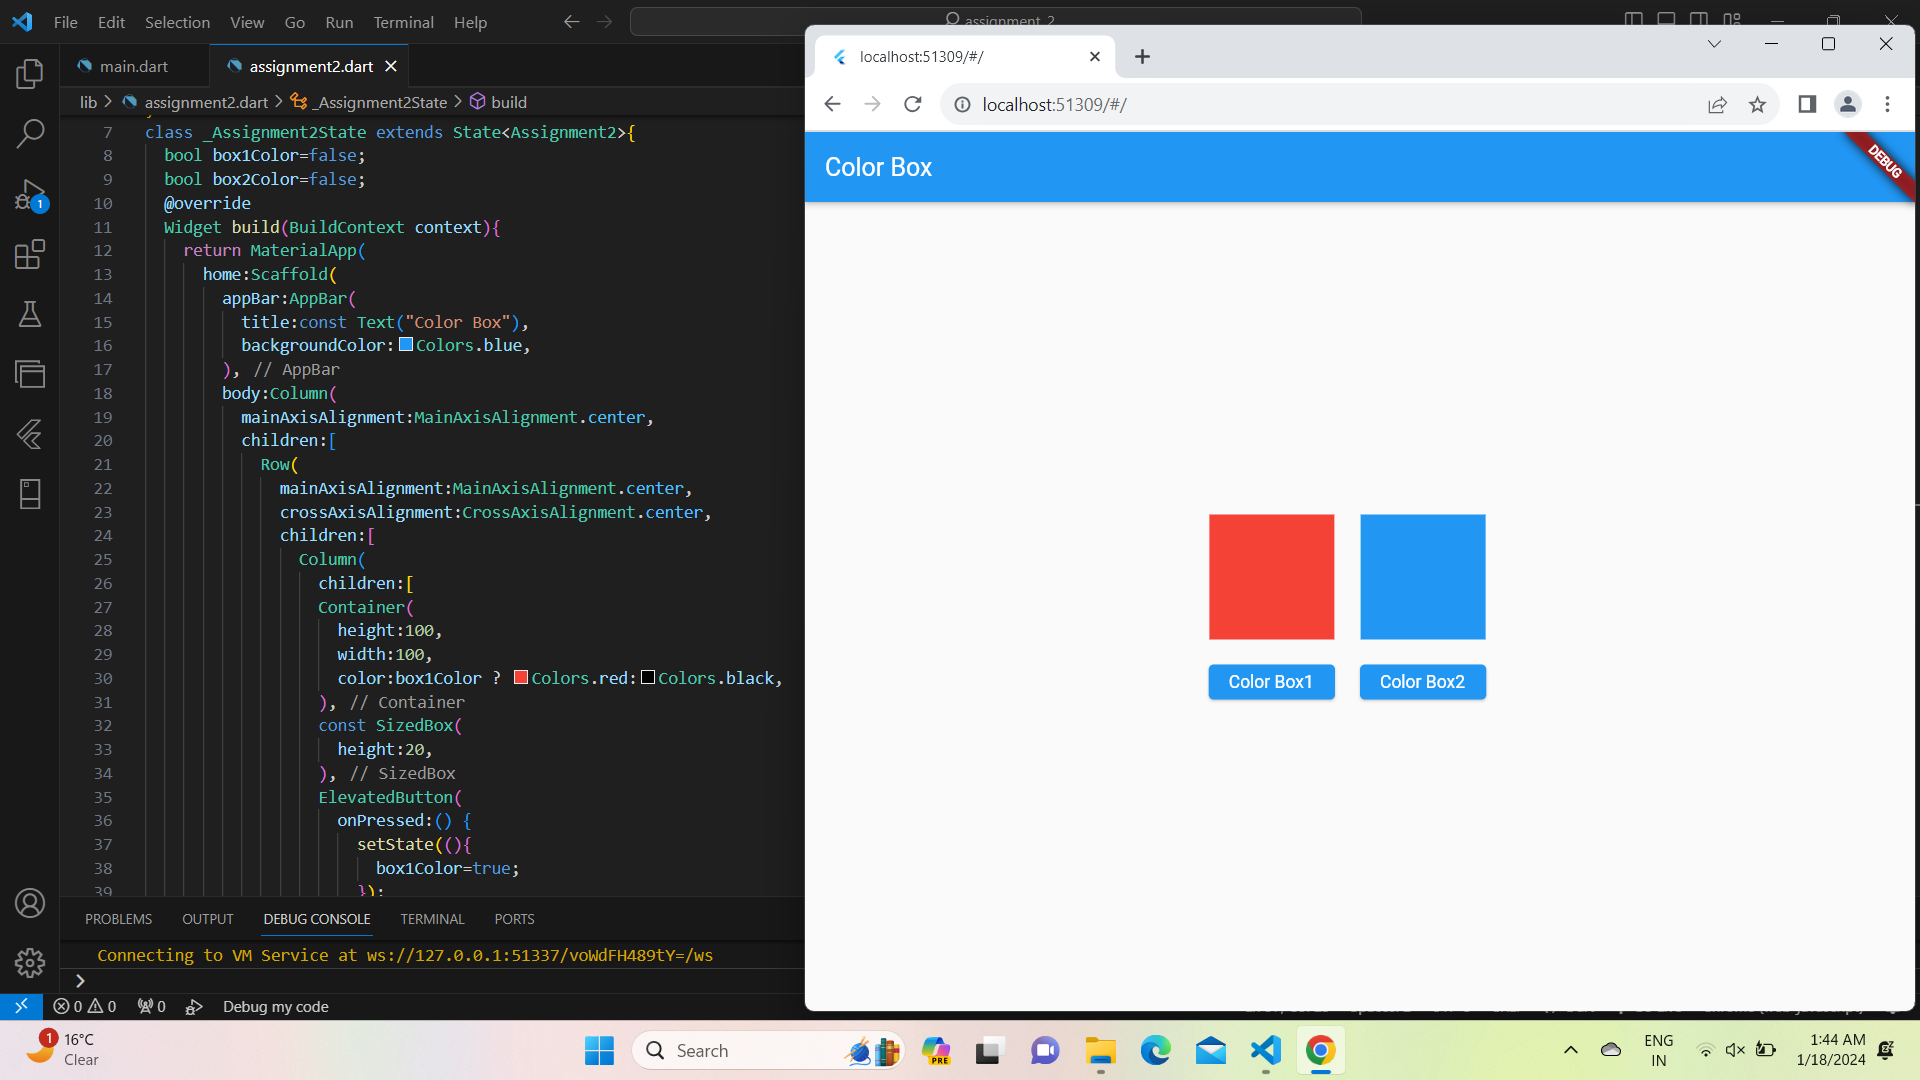 File Edit Selection View Go Run Terminal Help
assignment_2
main.dart
assignment2.dart
lib > assignment2.dart > _Assignment2State > build
7 class _Assignment2State extends State<Assignment2>{
8 bool box1Color=false;
9 bool box2Color=false;
10 @override
11 Widget build(BuildContext context){
12 return MaterialApp(
13 home:Scaffold(
14 appBar:AppBar(
15 title:const Text("Color Box"),
16 backgroundColor:Colors.blue,
17 ), // AppBar
18 body:Column(
19 mainAxisAlignment:MainAxisAlignment.center,
20 children:[
21 Row(
22 mainAxisAlignment:MainAxisAlignment.center,
23 crossAxisAlignment:CrossAxisAlignment.center,
24 children:[
25 Column(
26 children:[
27 Container(
28 height:100,
29 width:100,
30 color:box1Color ? Colors.red:Colors.black,
31 ), // Container
32 const SizedBox(
33 height:20,
34 ), // SizedBox
35 ElevatedButton(
36 onPressed:() {
37 setState((){
38 box1Color=true;
39 });
1
PROBLEMS OUTPUT DEBUG CONSOLE TERMINAL PORTS
Connecting to VM Service at ws://127.0.0.1:51337/voWdFH489tY=/ws
0 0 0 Debug my code
localhost:51309/#/
localhost:51309/#/
Color Box
DEBUG
Color Box1
Color Box2
1
16°C
Clear
Search
PRE
ENG
IN
1:44 AM
1/18/2024